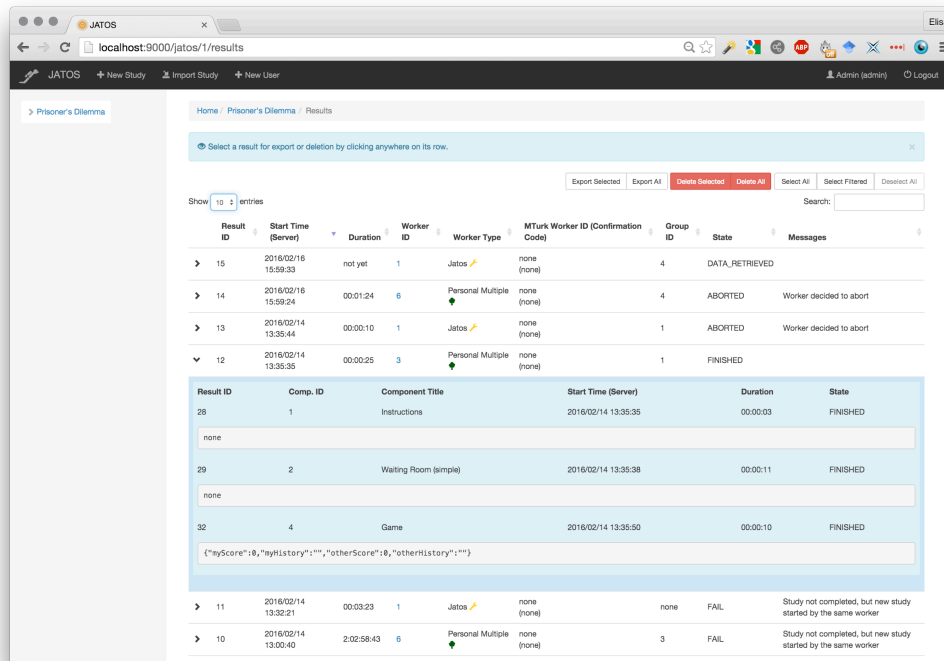 JATOS
Elis
localhost:9000/jatos/1/results
ABP
off
JATOS + New Study Import Study + New User Admin (admin) Logout
Prisoner's Dilemma
Home / Prisoner's Dilemma / Results
Select a result for export or deletion by clicking anywhere on its row. ×
Export Selected Export All Delete Selected Delete All Select All Select Filtered Deselect All
Show 10 entries Search:
Result ID Start Time (Server) Duration Worker ID Worker Type MTurk Worker ID (Confirmation Code) Group ID State Messages
15 2016/02/16 15:59:33 not yet 1 Jatos none (none) 4 DATA_RETRIEVED
14 2016/02/16 15:59:24 00:01:24 6 Personal Multiple none (none) 4 ABORTED Worker decided to abort
13 2016/02/14 13:35:44 00:00:10 1 Jatos none (none) 1 ABORTED Worker decided to abort
12 2016/02/14 13:35:35 00:00:25 3 Personal Multiple none (none) 1 FINISHED
Result ID Comp. ID Component Title Start Time (Server) Duration State
28 1 Instructions 2016/02/14 13:35:35 00:00:03 FINISHED
none
29 2 Waiting Room (simple) 2016/02/14 13:35:38 00:00:11 FINISHED
none
32 4 Game 2016/02/14 13:35:50 00:00:10 FINISHED
{"myScore":0,"myHistory":"","otherScore":0,"otherHistory":""}
11 2016/02/14 13:32:21 00:03:23 1 Jatos none (none) none FAIL Study not completed, but new study started by the same worker
10 2016/02/14 13:00:40 2:02:58:43 6 Personal Multiple none (none) 3 FAIL Study not completed, but new study started by the same worker